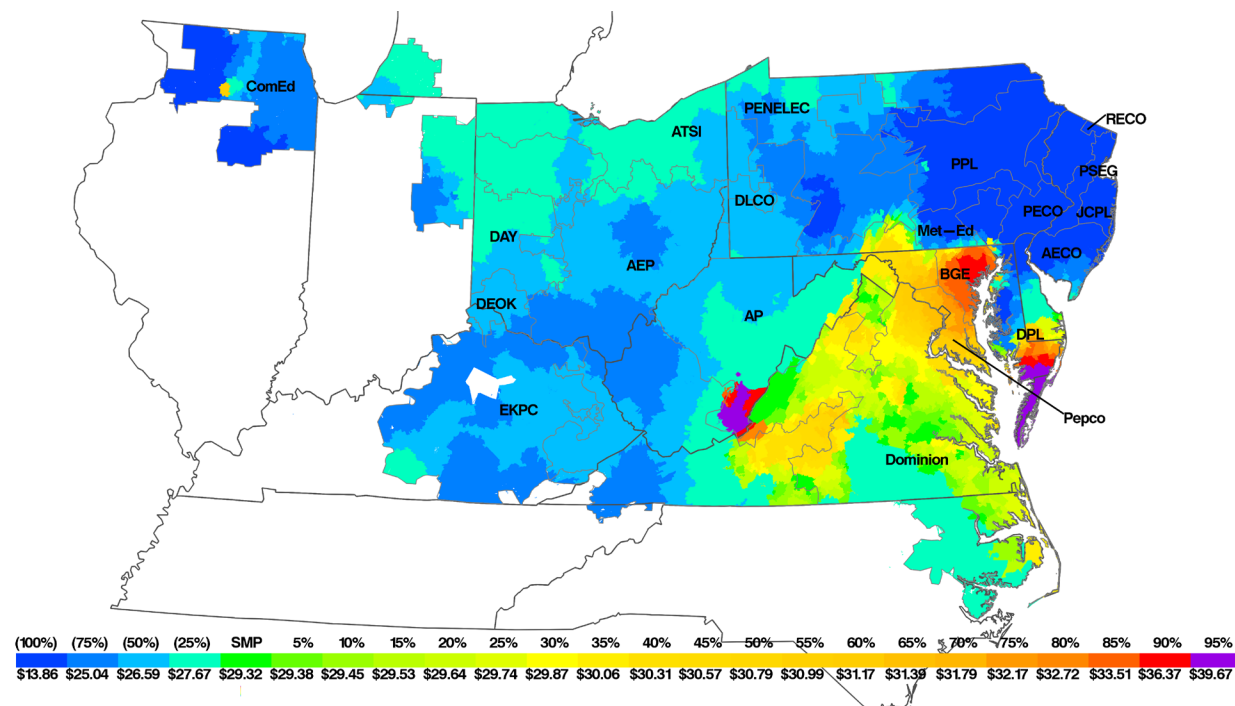 ComEd
PENELEC
RECO
ATSI
PPL
PSEG
DLCO
PECO
JCPL
Met—Ed
DAY
AECO
AEP
BGE
DEOK
AP
DPL
EKPC
Pepco
Dominion
(100%) (75%) (50%) (25%) SMP 5% 10% 15% 20% 25% 30% 35% 40% 45% 50% 55% 60% 65% 70% 75% 80% 85% 90% 95%
$13.86 $25.04 $26.59 $27.67 $29.32 $29.38 $29.45 $29.53 $29.64 $29.74 $29.87 $30.06 $30.31 $30.57 $30.79 $30.99 $31.17 $31.39 $31.79 $32.17 $32.72 $33.51 $36.37 $39.67